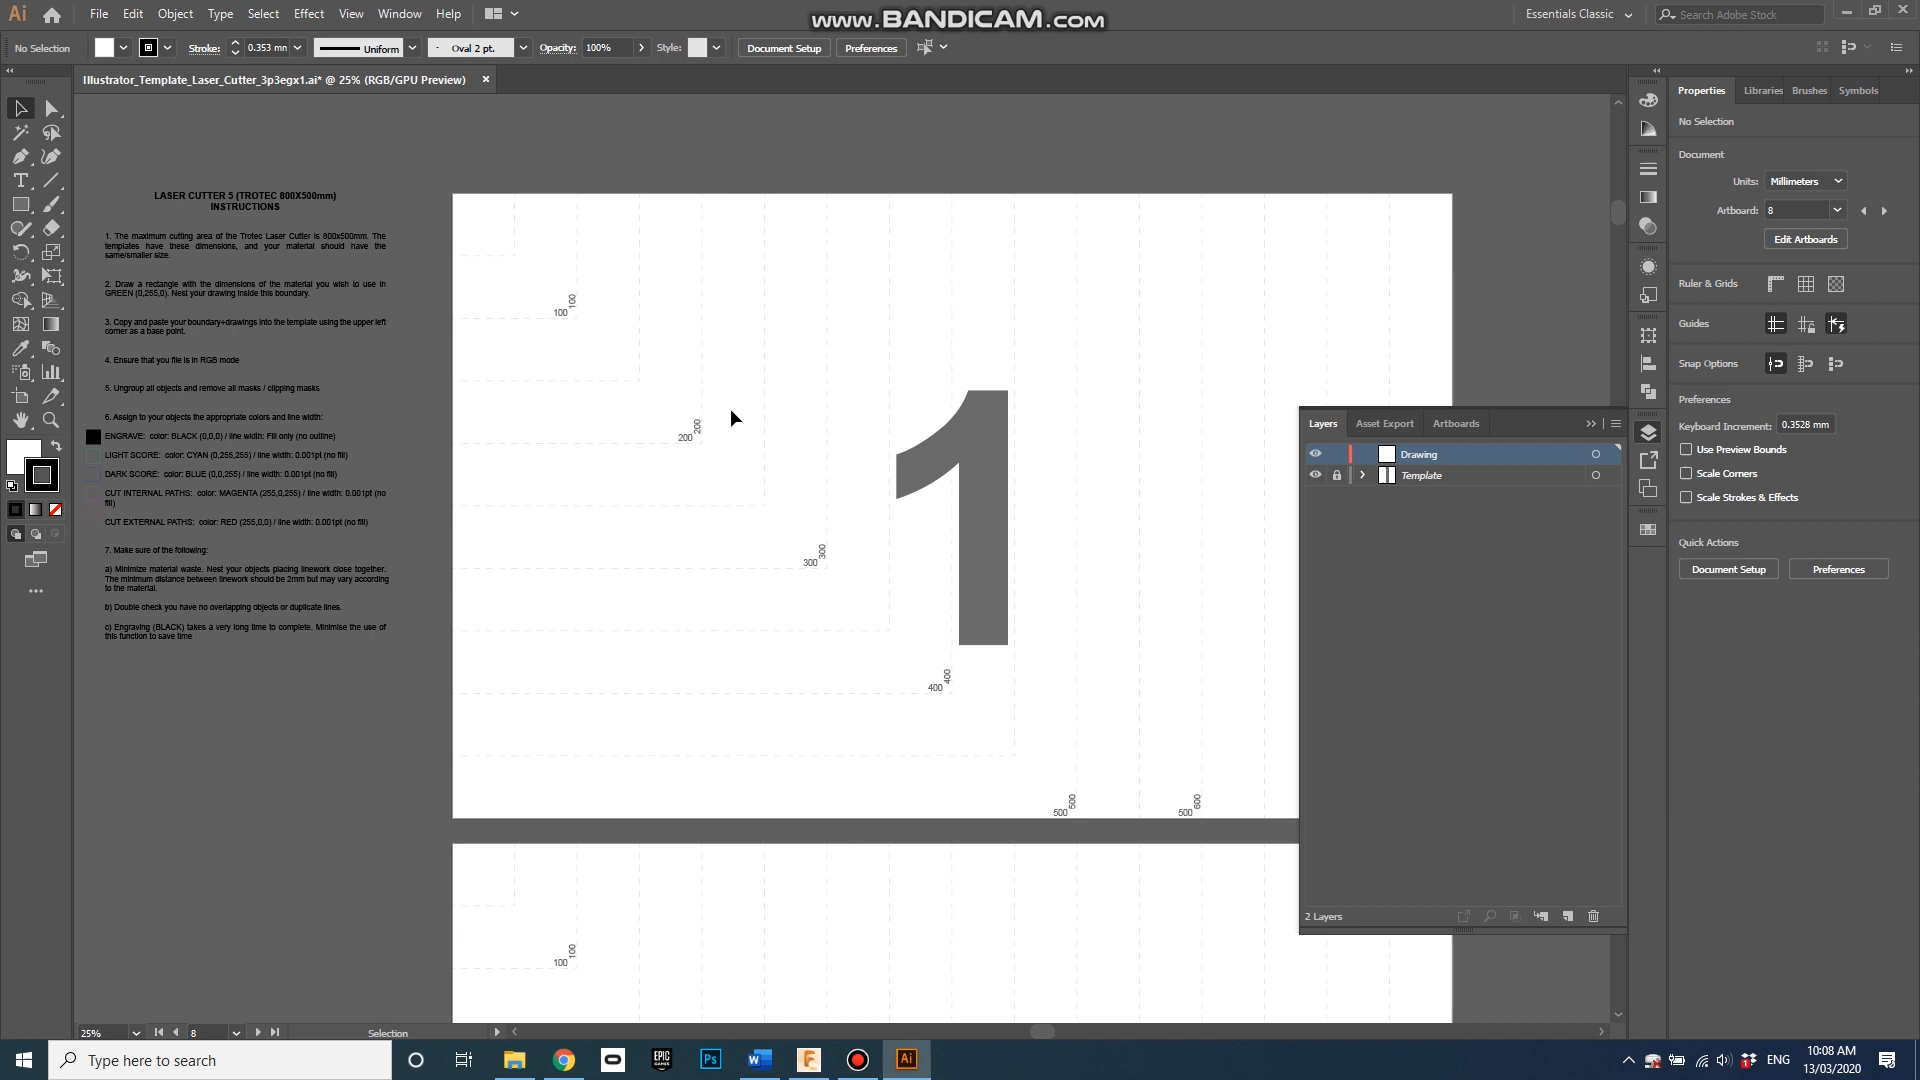 Ai
File Edit Object Type Select Effect View Window Help
www.BANDICAM.com
Essentials Classic
Search Adobe Stock
No Selection
Stroke:
0.353 mm
Uniform
Oval 2 pt.
Opacity:
100%
Style:
Document Setup
Preferences
Illustrator_Template_Laser_Cutter_3p3egx1.ai* @ 25% (RGB/GPU Preview)
LASER CUTTER 5 (TROTEC 800X500mm)
INSTRUCTIONS
1. The maximum cutting area of the Trotec Laser Cutter is 800x500mm. The
templates have these dimensions, and your material should have the
same/smaller size.
2. Draw a rectangle with the dimensions of the material you wish to use in
GREEN (0,255,0). Nest your drawing inside this boundary.
3. Copy and paste your boundary+drawings into the template using the upper left
corner as a base point.
4. Ensure that you file is in RGB mode
5. Ungroup all objects and remove all masks / clipping masks
6. Assign to your objects the appropriate colors and line width:
ENGRAVE: color: BLACK (0,0,0) / line width: Fill only (no outline)
LIGHT SCORE: color: CYAN (0,255,255) / line width: 0.001pt (no fill)
DARK SCORE: color: BLUE (0,0,255) / line width: 0.001pt (no fill)
CUT INTERNAL PATHS: color: MAGENTA (255,0,255) / line width: 0.001pt (no
fill)
CUT EXTERNAL PATHS: color: RED (255,0,0) / line width: 0.001pt (no fill)
7. Make sure of the following:
a) Minimize material waste. Nest your objects placing linework close together.
The minimum distance between linework should be 2mm but may vary according
to the material.
b) Double check you have no overlapping objects or duplicate lines.
c) Engraving (BLACK) takes a very long time to complete. Minimise the use of
this function to save time
100 100
200 200
300 300
400 400
500 500
500 600
1
100 100
Layers Asset Export Artboards
Drawing
Template
2 Layers
Properties Libraries Brushes Symbols
No Selection
Document
Units: Millimeters
Artboard: 8
Edit Artboards
Ruler & Grids
Guides
Snap Options
Preferences
Keyboard Increment: 0.3528 mm
Use Preview Bounds
Scale Corners
Scale Strokes & Effects
Quick Actions
Document Setup
Preferences
25%
8
Selection
Type here to search
EPIC
GAMES
Ps
W
F
Ai
1
ENG
10:08 AM
13/03/2020